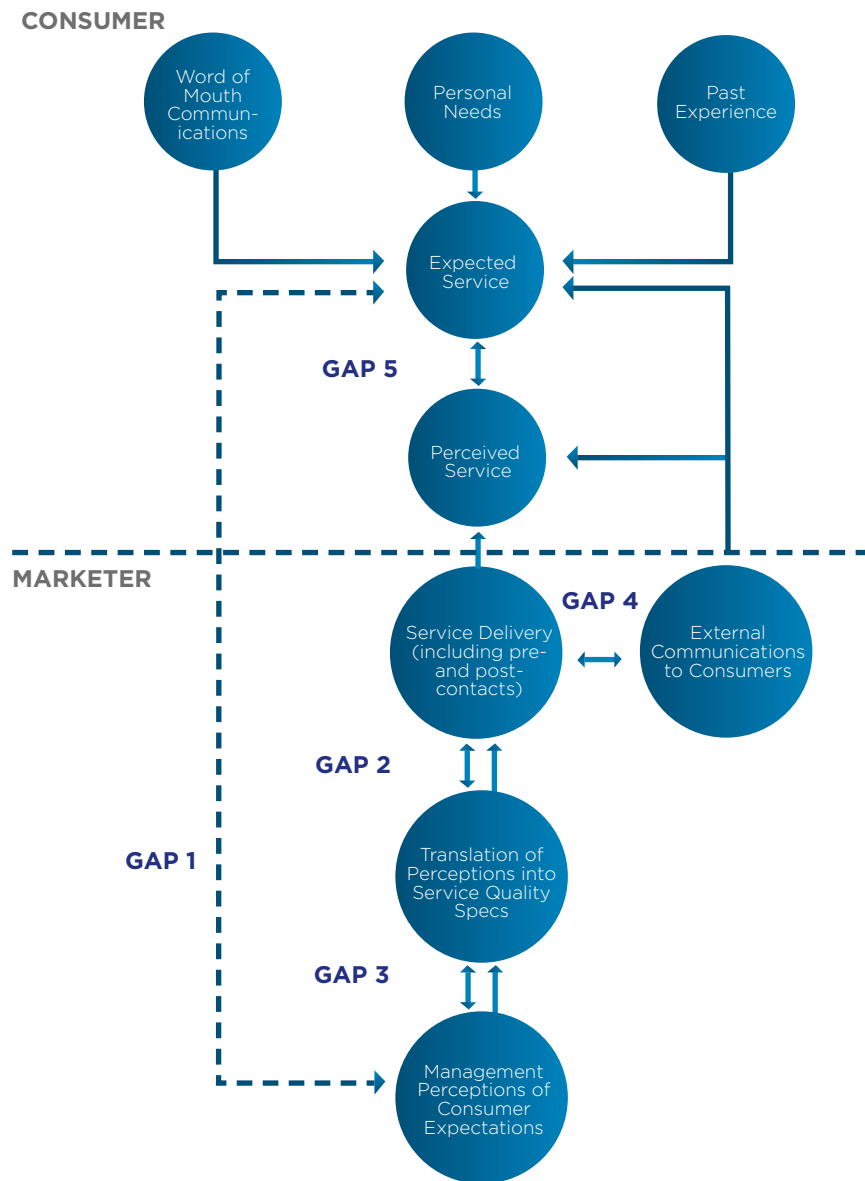 CONSUMER
Word of
Mouth
Commun-
ications
Personal
Needs
Past
Experience
Expected
Service
GAP 5
Perceived
Service
MARKETER
GAP 4
Service Delivery
(including pre-
and post-
contacts)
External
Communications
to Consumers
GAP 2
GAP 1
Translation of
Perceptions into
Service Quality
Specs
GAP 3
Management
Perceptions of
Consumer
Expectations